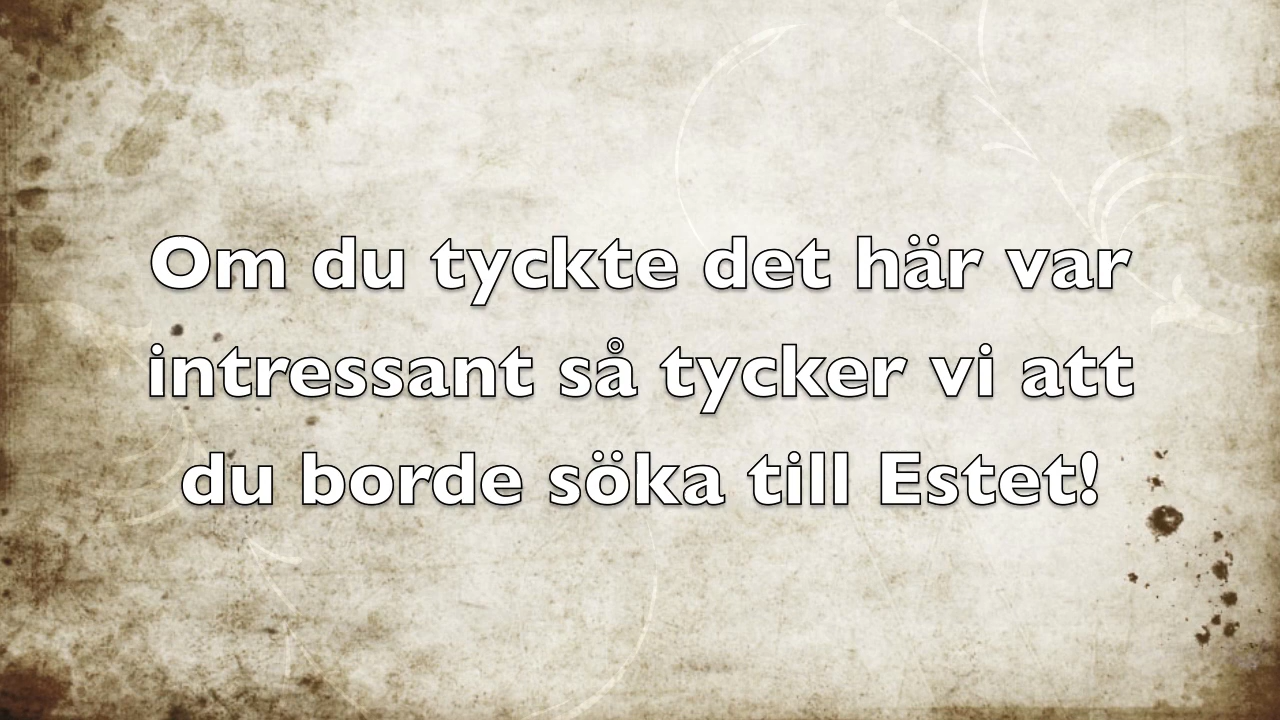 Om du tyckte det här var
intressant så tycker vi att
du borde söka till Estet!